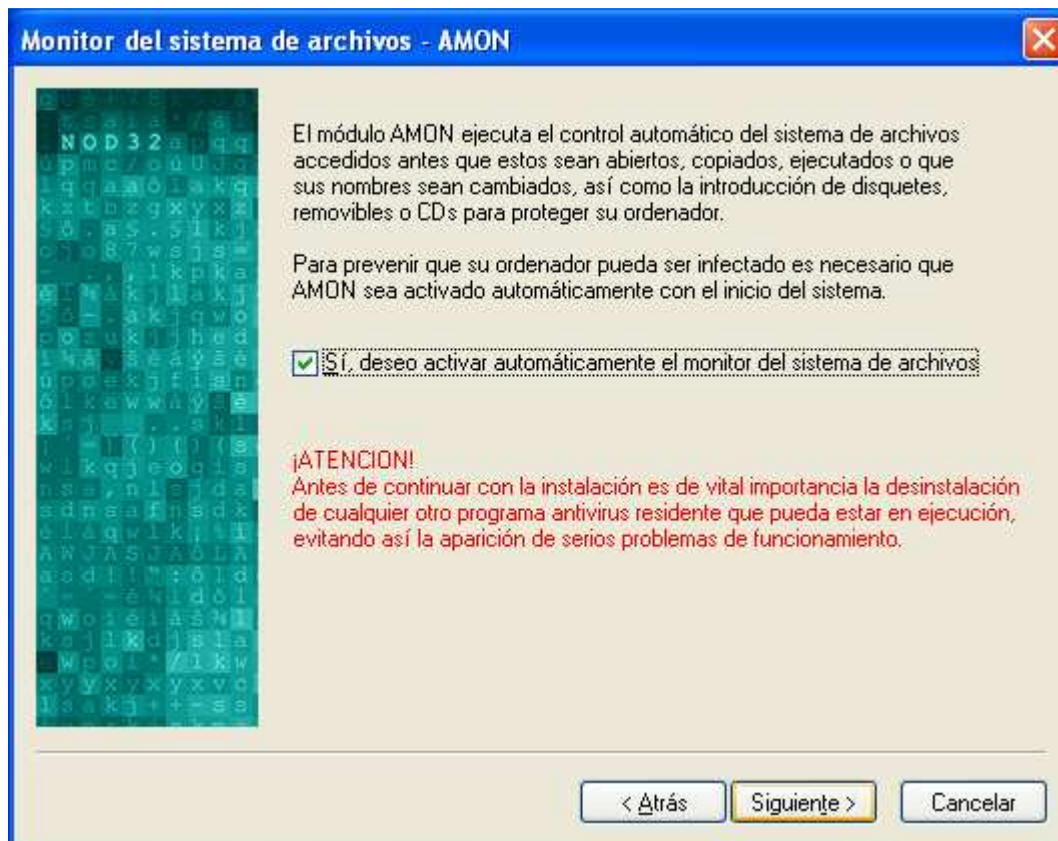 Monitor del sistema de archivos - AMON
NOD32
El módulo AMON ejecuta el control automático del sistema de archivos
accedidos antes que estos sean abiertos, copiados, ejecutados o que
sus nombres sean cambiados, así como la introducción de disquetes,
removibles o CDs para proteger su ordenador.
Para prevenir que su ordenador pueda ser infectado es necesario que
AMON sea activado automáticamente con el inicio del sistema.
Sí, deseo activar automáticamente el monitor del sistema de archivos
¡ATENCION!
Antes de continuar con la instalación es de vital importancia la desinstalación
de cualquier otro programa antivirus residente que pueda estar en ejecución,
evitando así la aparición de serios problemas de funcionamiento.
< Atrás
Siguiente >
Cancelar